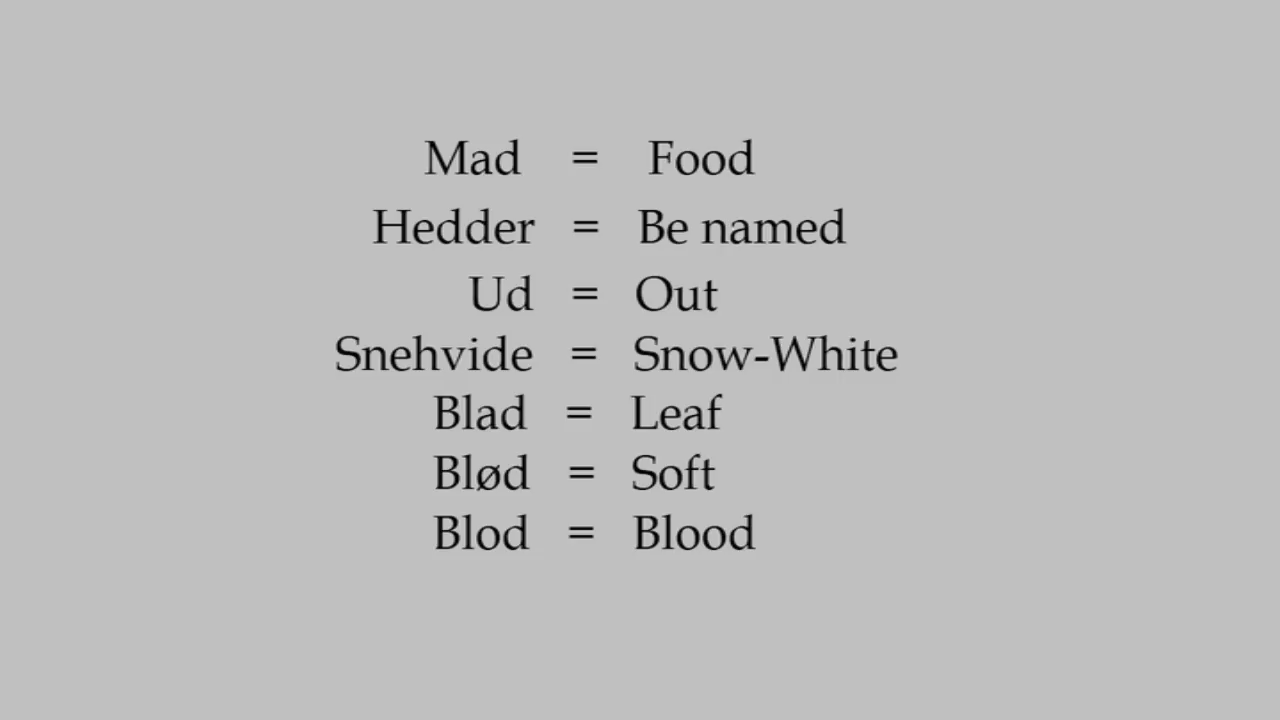 Mad = Food
Hedder = Be named
Ud = Out
Snehvide = Snow-White
Blad = Leaf
Blød = Soft
Blod = Blood